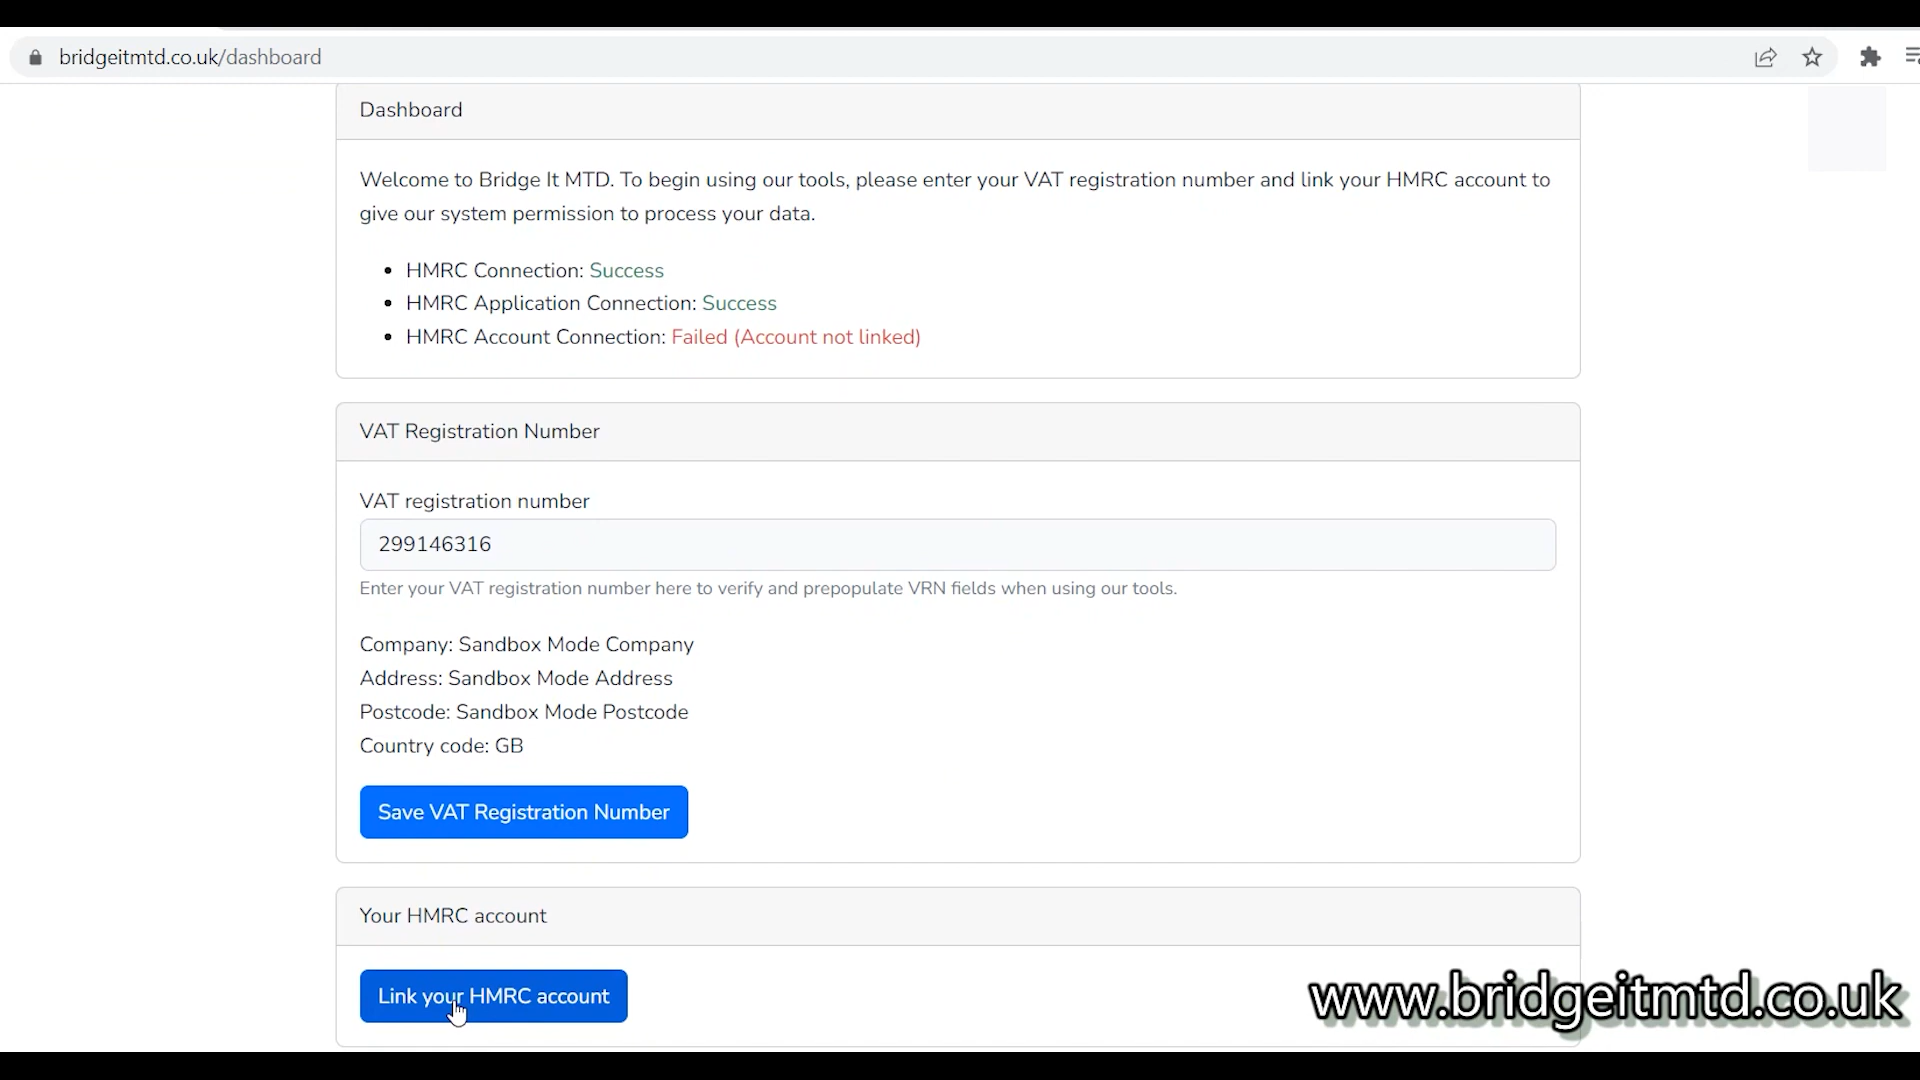 bridgeitmtd.co.uk/dashboard
Dashboard
Welcome to Bridge It MTD. To begin using our tools, please enter your VAT registration number and link your HMRC account to
give our system permission to process your data.
HMRC Connection: Success
HMRC Application Connection: Success
HMRC Account Connection: Failed (Account not linked)
VAT Registration Number
VAT registration number
299146316
Enter your VAT registration number here to verify and prepopulate VRN fields when using our tools.
Company: Sandbox Mode Company
Address: Sandbox Mode Address
Postcode: Sandbox Mode Postcode
Country code: GB
Save VAT Registration Number
Your HMRC account
Link your HMRC account
www.bridgeitmtd.co.uk